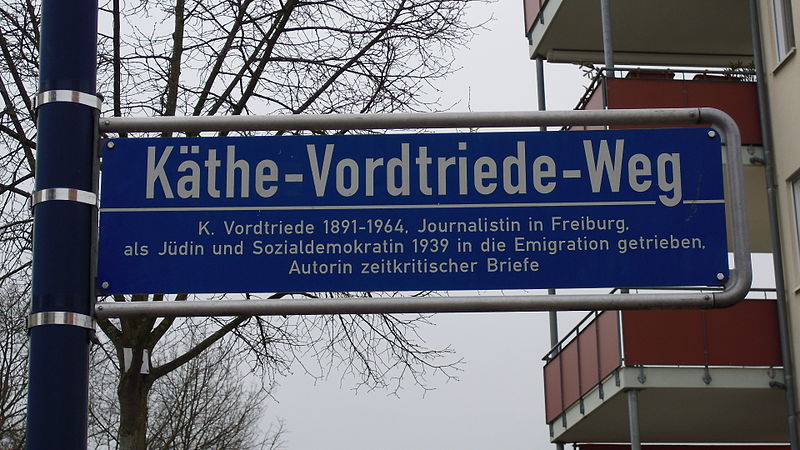 Käthe-Vordtriede-Weg
K. Vordtriede 1891-1964, Journalistin in Freiburg,
als Jüdin und Sozialdemokratin 1939 in die Emigration getrieben,
Autorin zeitkritischer Briefe